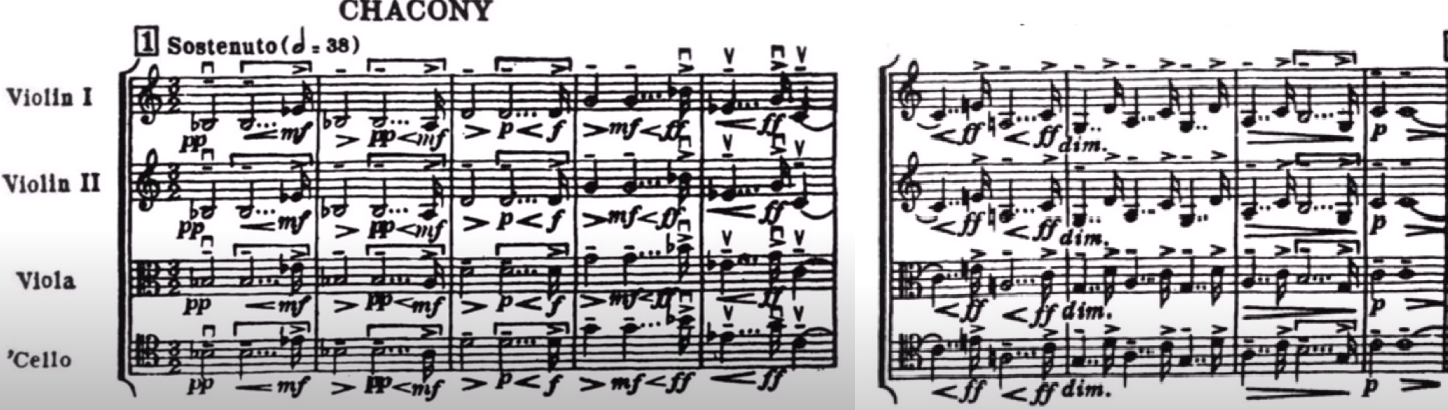 CHACONY
1 Sostenuto (𝅗𝅥 = 38)
Violin I
pp < mf > pp < mf > p < f > mf < ff < ff < ff < ff dim. p >
Violin II
pp < mf > pp < mf > p < f > mf < ff < ff < ff < ff dim. p >
Viola
pp < mf > pp < mf > p < f > mf < ff < ff < ff < ff dim. p >
'Cello
pp < mf > pp < mf > p < f > mf < ff < ff < ff < ff dim. p >